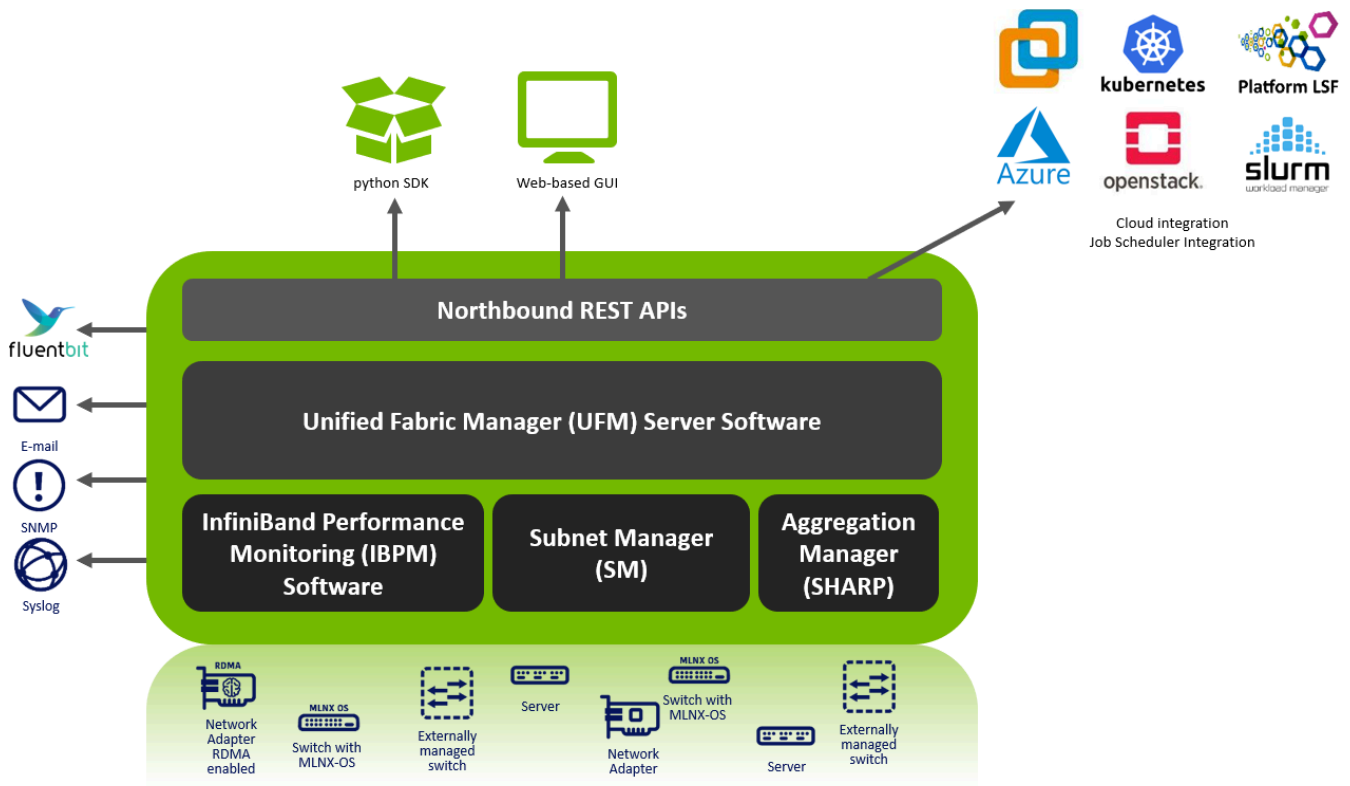 kubernetes
Platform LSF
Azure
openstack.
slurm
workload manager
Cloud integration
Job Scheduler Integration
python SDK
Web-based GUI
fluentbit
E-mail
SNMP
Syslog
Northbound REST APIs
Unified Fabric Manager (UFM) Server Software
InfiniBand Performance
Monitoring (IBPM)
Software
Subnet Manager
(SM)
Aggregation
Manager
(SHARP)
RDMA
Network
Adapter
RDMA
enabled
MLNX OS
Switch with
MLNX-OS
Externally
managed
switch
Server
Network
Adapter
MLNX OS
Switch with
MLNX-OS
Server
Externally
managed
switch